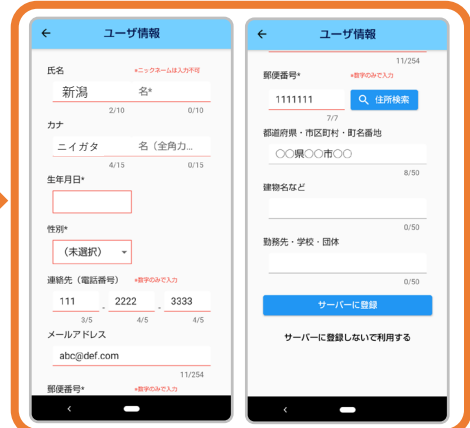 ユーザ情報
氏名 *ニックネームは入力不可
新潟 名*
2/10 0/10
カナ
ニイガタ 名（全角カ...
4/15 0/15
生年月日*
性別*
（未選択）
連絡先（電話番号） *数字のみで入力
111 - 2222 - 3333
3/5 4/5 4/5
メールアドレス
abc@def.com
11/254
郵便番号* *数字のみで入力
ユーザ情報
11/254
郵便番号* *数字のみで入力
1111111 住所検索
7/7
都道府県・市区町村・町名番地
○○県○○市○○
8/50
建物名など
0/50
勤務先・学校・団体
0/50
サーバーに登録
サーバーに登録しないで利用する